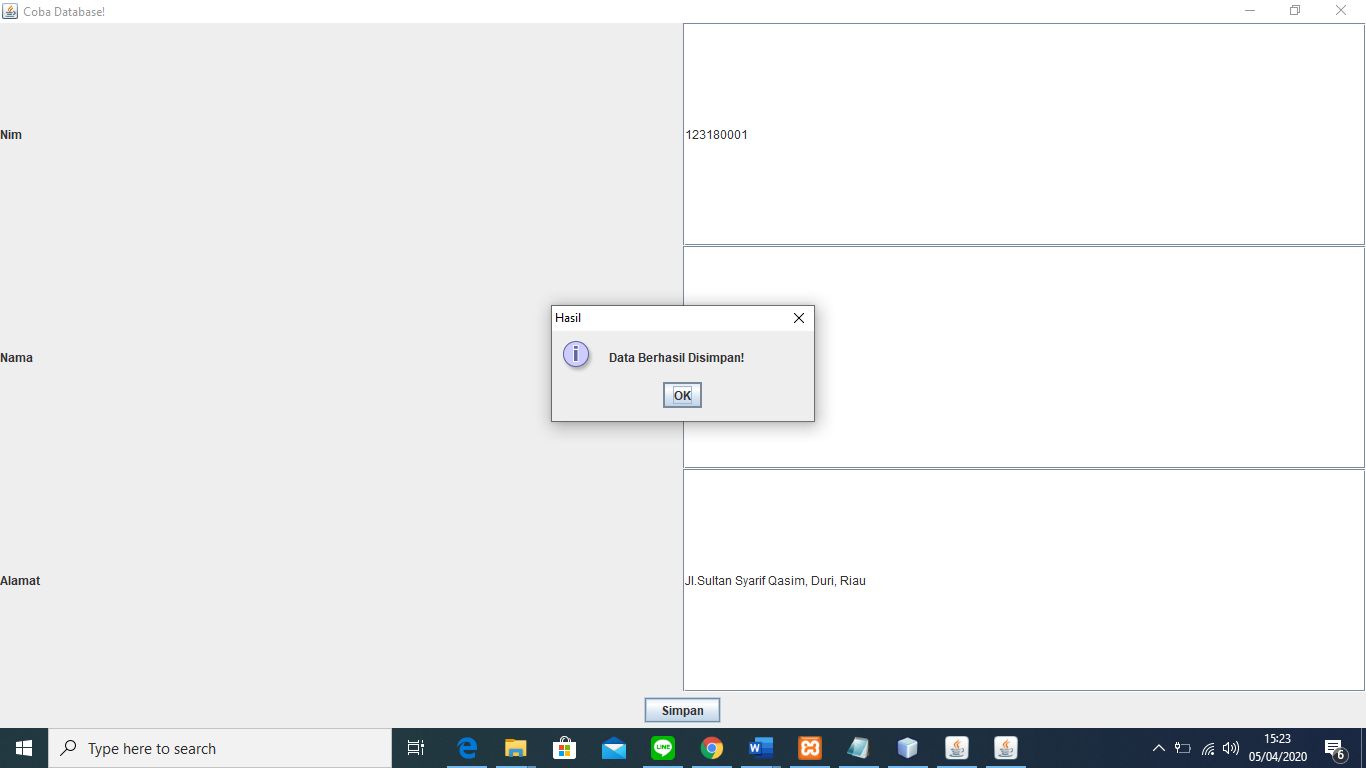 Coba Database!
Nim
123180001
Nama
Hasil
Data Berhasil Disimpan!
OK
Alamat
Jl.Sultan Syarif Qasim, Duri, Riau
Simpan
Type here to search
LINE
15:23
05/04/2020
6